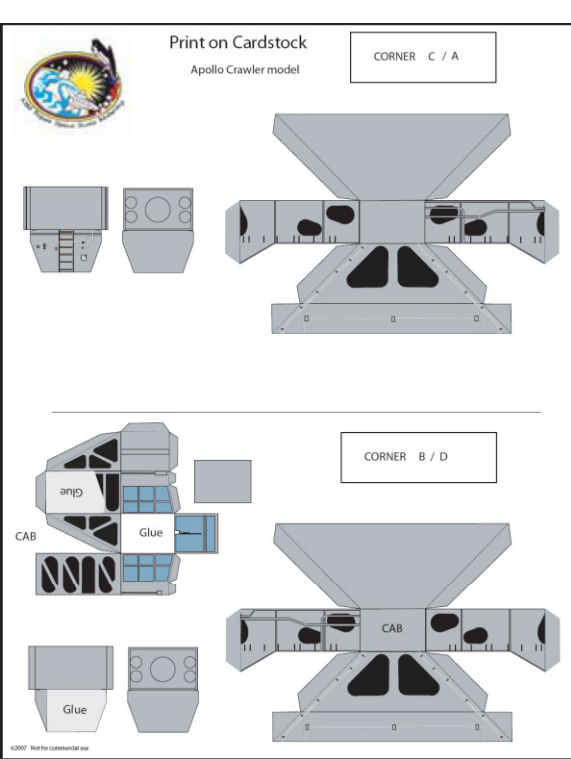 Print on Cardstock
Apollo Crawler model
CORNER C / A
CORNER B / D
Glue
Glue
CAB
CAB
Glue
©2007 Not for commercial use